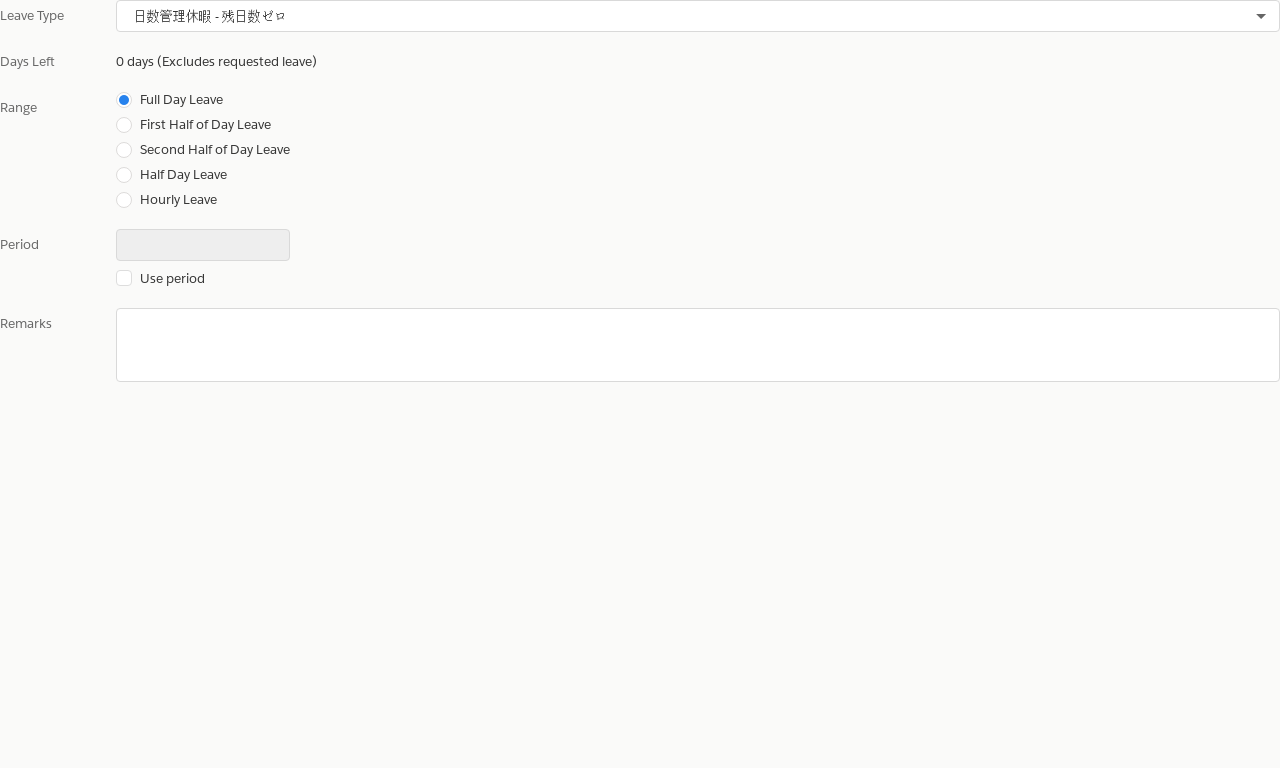 Leave Type
日数管理休暇 - 残日数ゼロ
Days Left
0 days (Excludes requested leave)
Range
Full Day Leave
First Half of Day Leave
Second Half of Day Leave
Half Day Leave
Hourly Leave
Period
Use period
Remarks